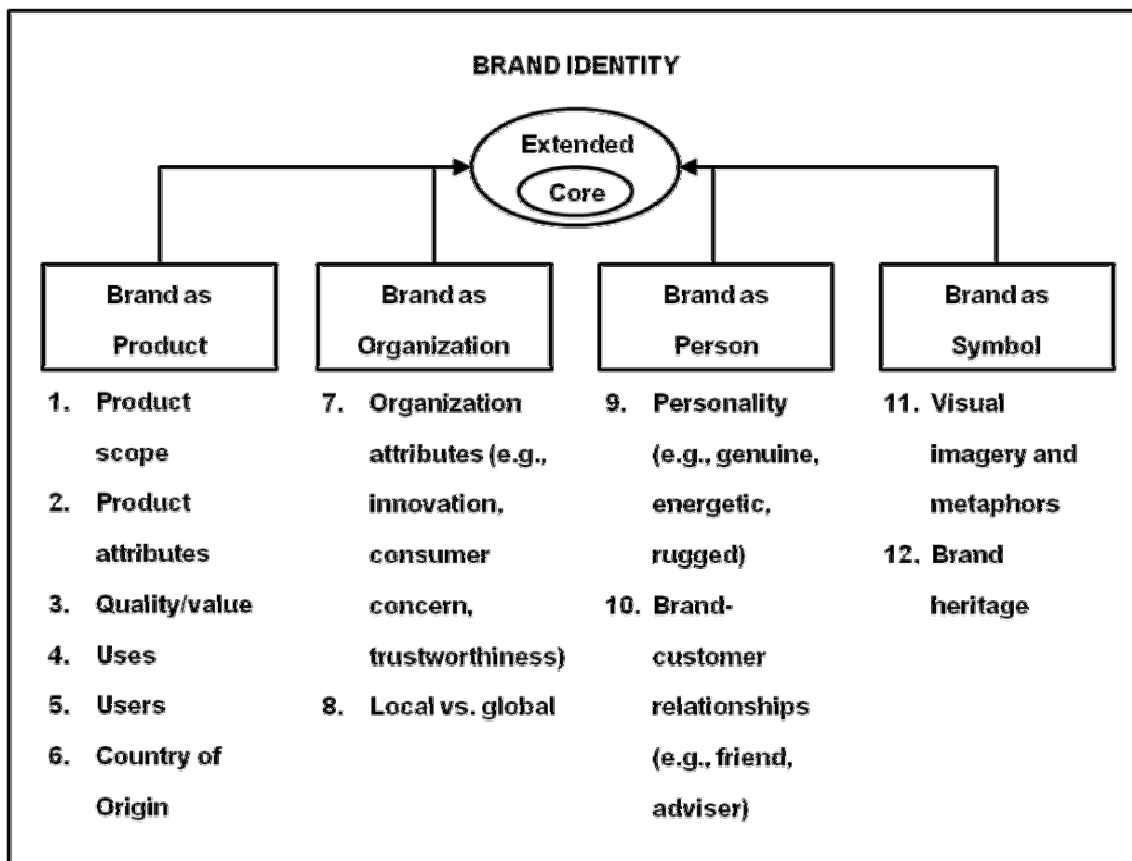 BRAND IDENTITY
Extended
Core
Brand as
Product
Brand as
Organization
Brand as
Person
Brand as
Symbol
1. Product
scope
2. Product
attributes
3. Quality/value
4. Uses
5. Users
6. Country of
Origin
7. Organization
attributes (e.g.,
innovation,
consumer
concern,
trustworthiness)
8. Local vs. global
9. Personality
(e.g., genuine,
energetic,
rugged)
10. Brand-
customer
relationships
(e.g., friend,
adviser)
11. Visual
imagery and
metaphors
12. Brand
heritage